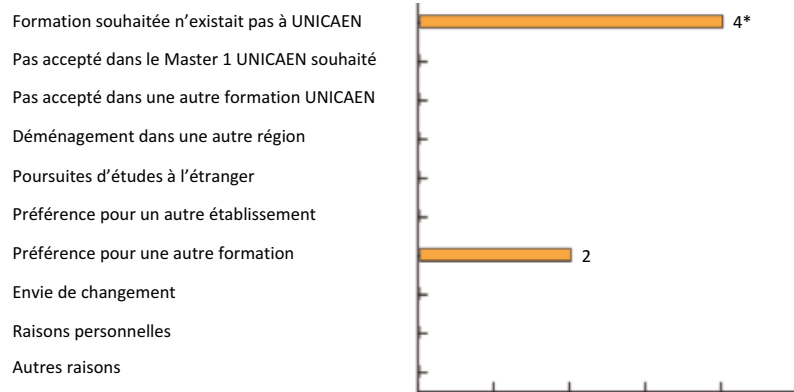 Formation souhaitée n’existait pas à UNICAEN 4*
Pas accepté dans le Master 1 UNICAEN souhaité
Pas accepté dans une autre formation UNICAEN
Déménagement dans une autre région
Poursuites d’études à l’étranger
Préférence pour un autre établissement
Préférence pour une autre formation 2
Envie de changement
Raisons personnelles
Autres raisons